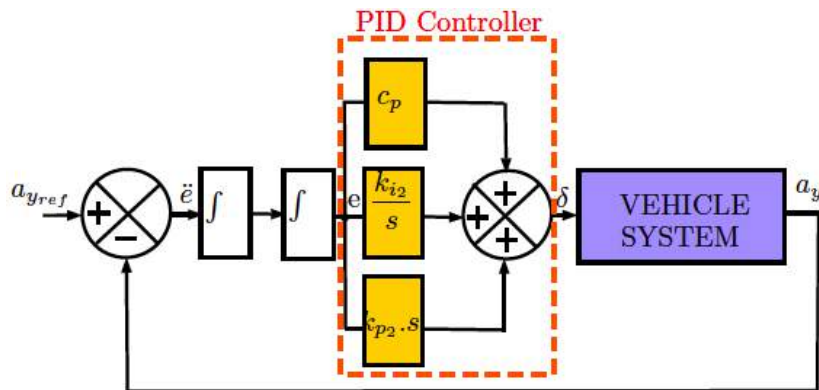 PID Controller
c_p
a_{y_{ref}}
+
−
ë
∫
∫
e
k_{i_2}
s
+
+
+
δ
VEHICLE
SYSTEM
a_y
k_{p_2}.s